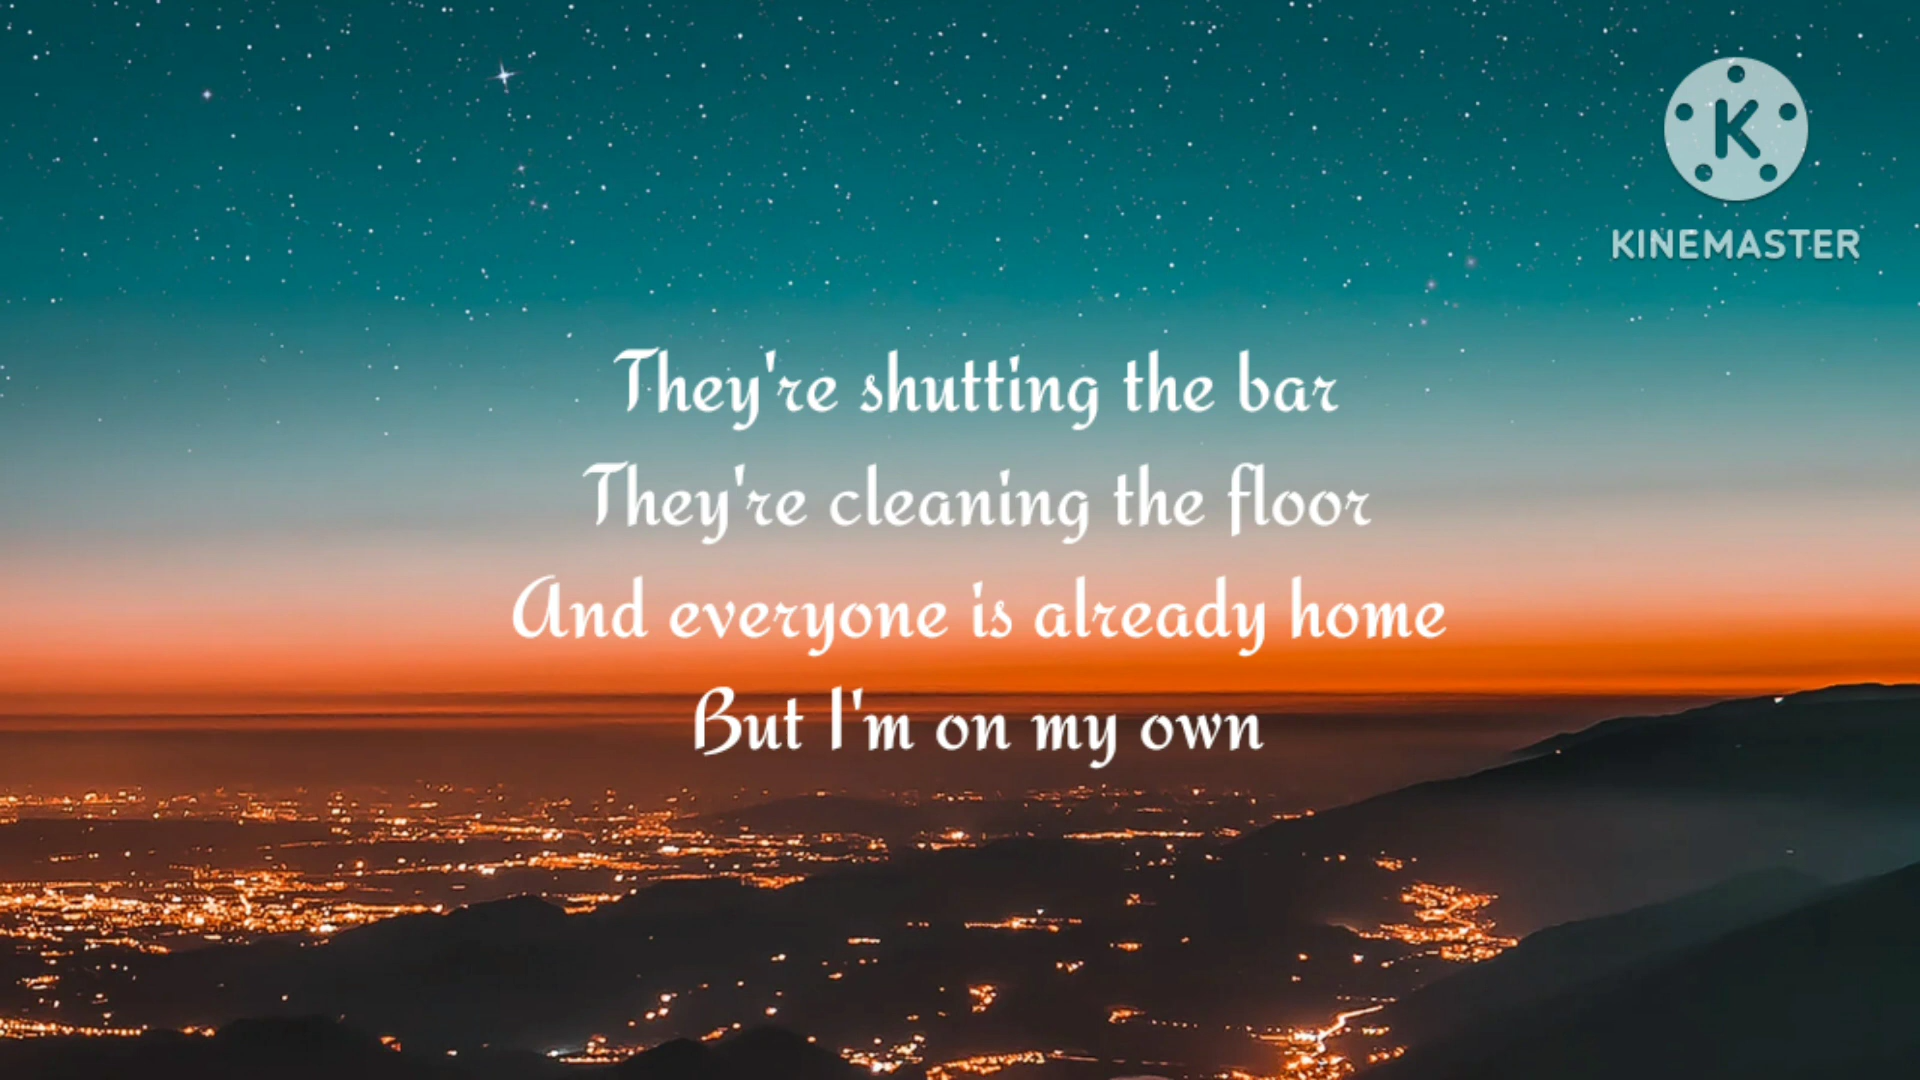 K
KINEMASTER
They're shutting the bar
They're cleaning the floor
And everyone is already home
But I'm on my own